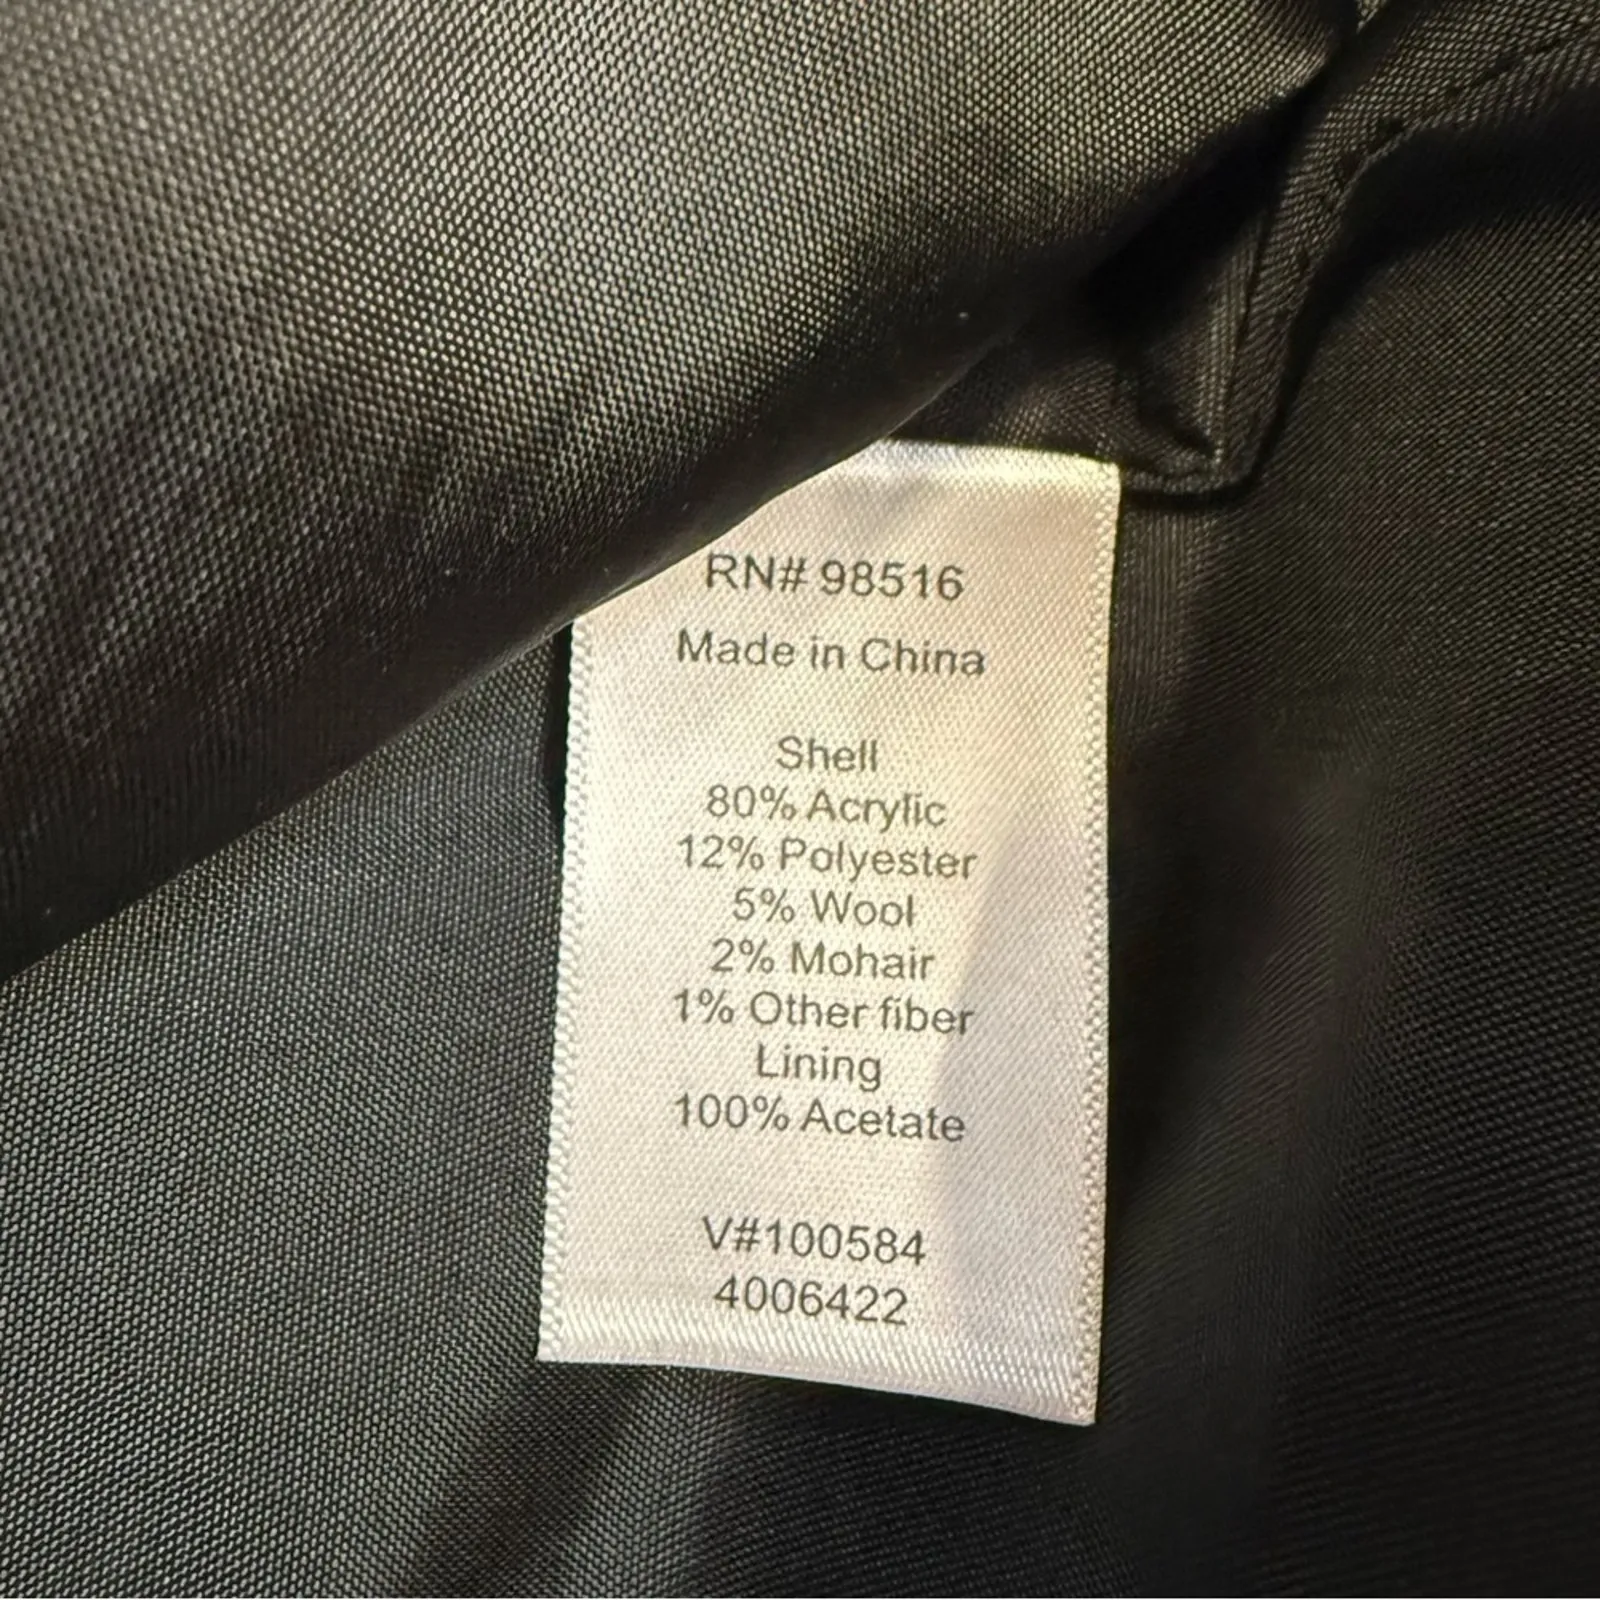 RN# 98516
Made in China
Shell
80% Acrylic
12% Polyester
5% Wool
2% Mohair
1% Other fiber
Lining
100% Acetate
V#100584
4006422